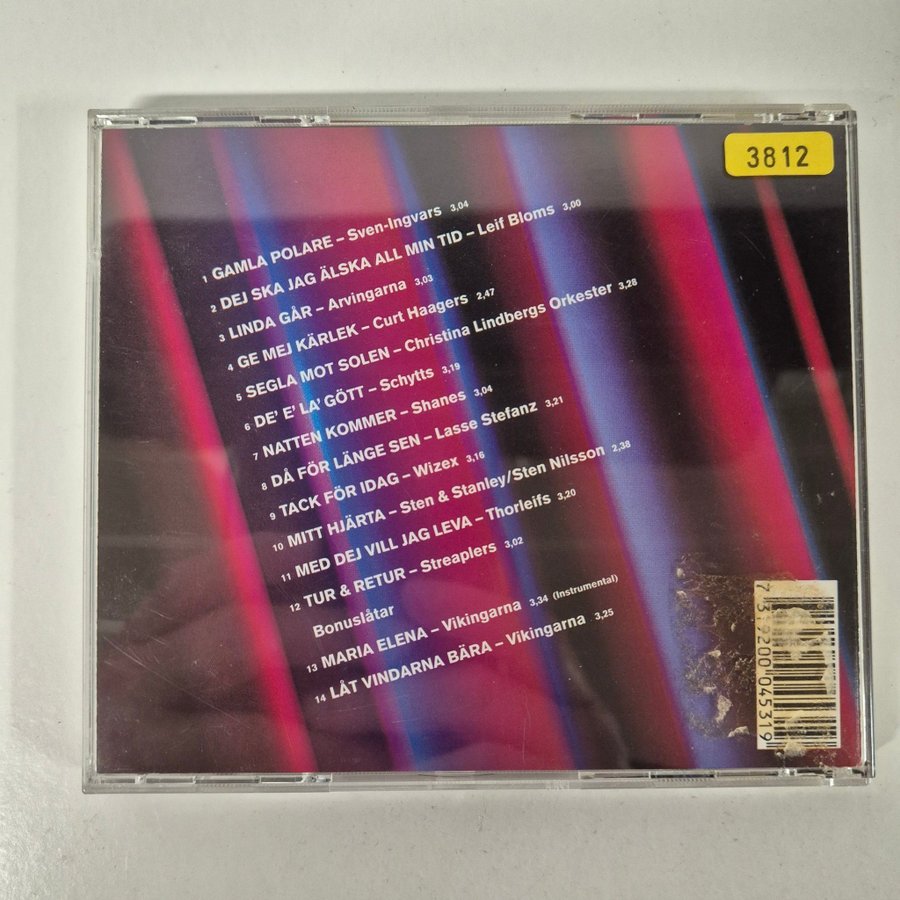 3812
1 GAMLA POLARE – Sven-Ingvars 3,04
2 DEJ SKA JAG ÄLSKA ALL MIN TID – Leif Bloms 3,00
3 LINDA GÅR – Arvingarna 3,03
4 GE MEJ KÄRLEK – Curt Haagers 2,47
5 SEGLA MOT SOLEN – Christina Lindbergs Orkester 3,28
6 DE' E' LA' GÖTT – Schytts 3,19
7 NATTEN KOMMER – Shanes 3,04
8 DÅ FÖR LÄNGE SEN – Lasse Stefanz 3,21
9 TACK FÖR IDAG – Wizex 3,16
10 MITT HJÄRTA – Sten & Stanley/Sten Nilsson 2,38
11 MED DEJ VILL JAG LEVA – Thorleifs 3,20
12 TUR & RETUR – Streaplers 3,02
Bonuslåtar
13 MARIA ELENA – Vikingarna 3,34 (Instrumental)
14 LÅT VINDARNA BÄRA – Vikingarna 3,25
7 319200 045319